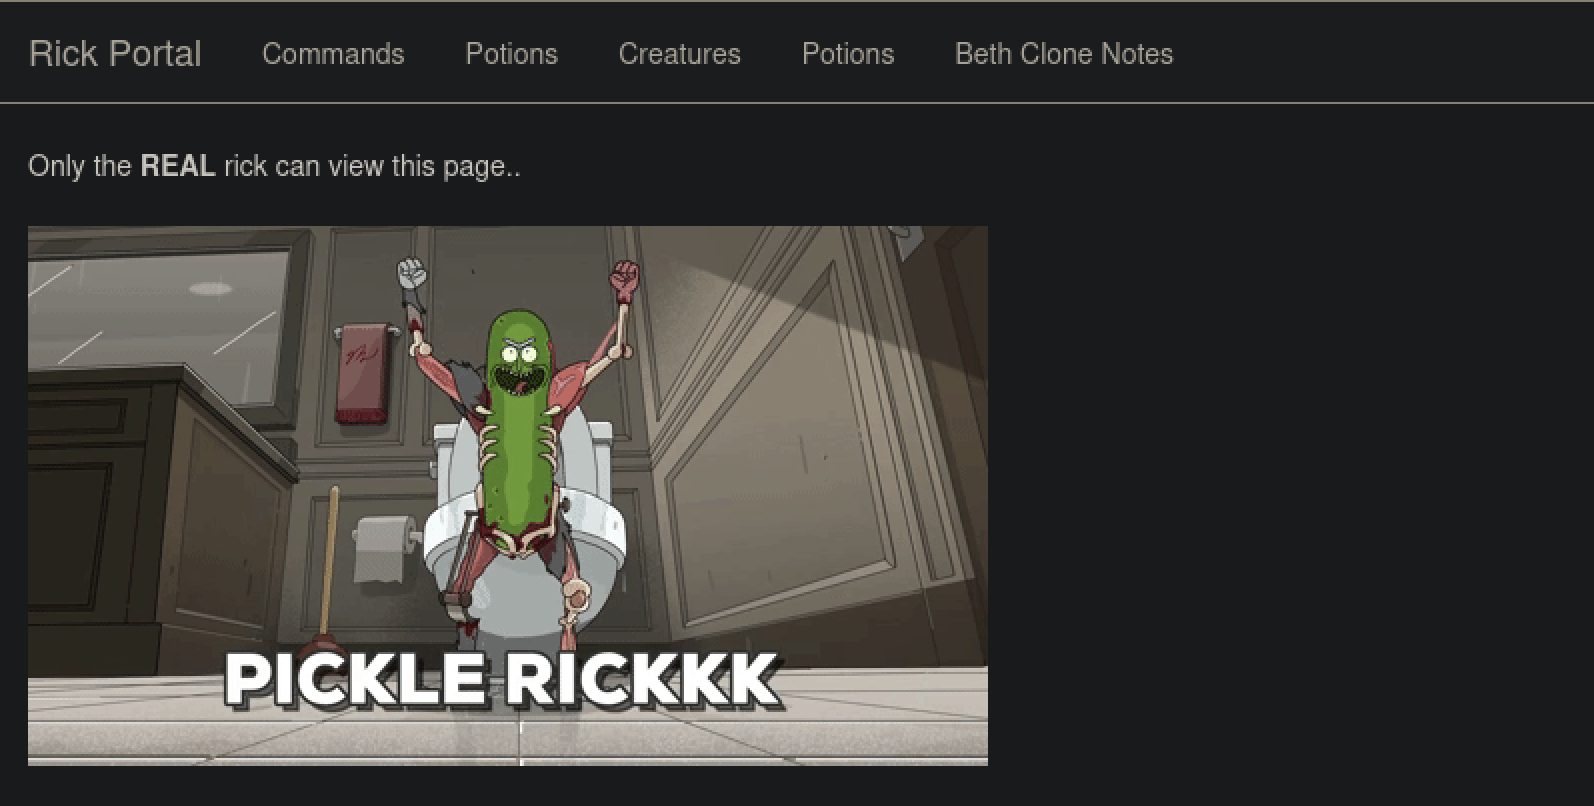 Rick Portal Commands Potions Creatures Potions Beth Clone Notes
Only the REAL rick can view this page..
PICKLE RICKKK